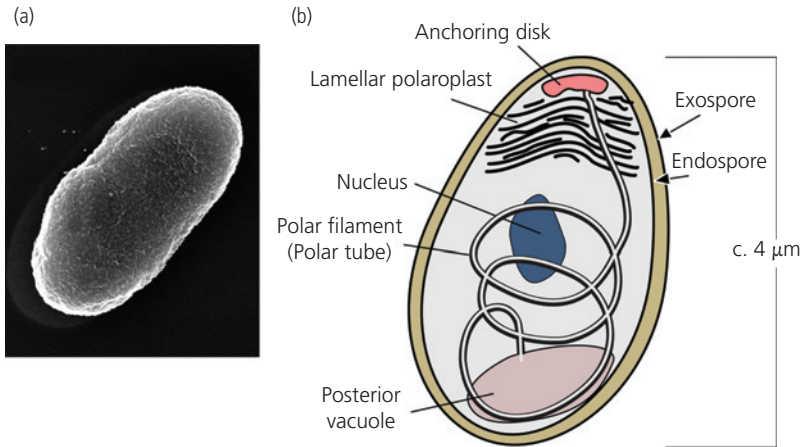 (a)
(b)
Anchoring disk
Lamellar polaroplast
Exospore
Endospore
Nucleus
Polar filament
(Polar tube)
c. 4 μm
Posterior
vacuole